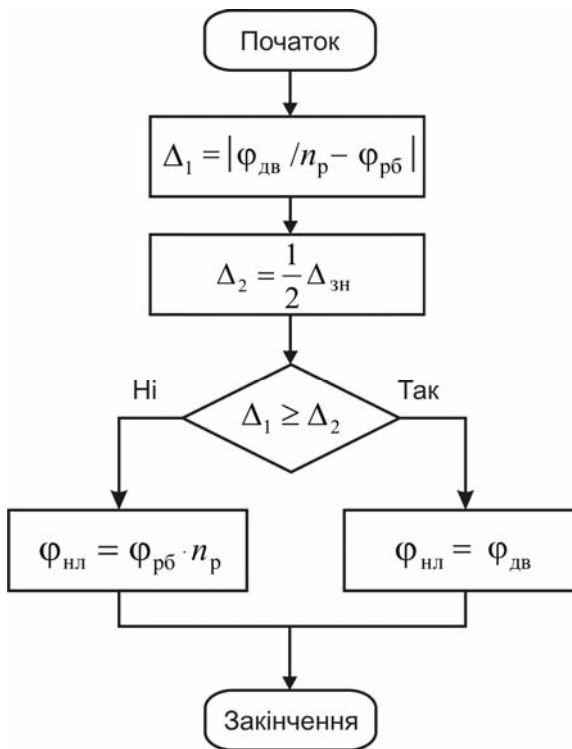 Початок
Δ₁ = |φдв /nр – φрб|
Δ₂ = 1/2 Δзн
Ні
Так
Δ₁ ≥ Δ₂
φнл = φрб · nр
φнл = φдв
Закінчення